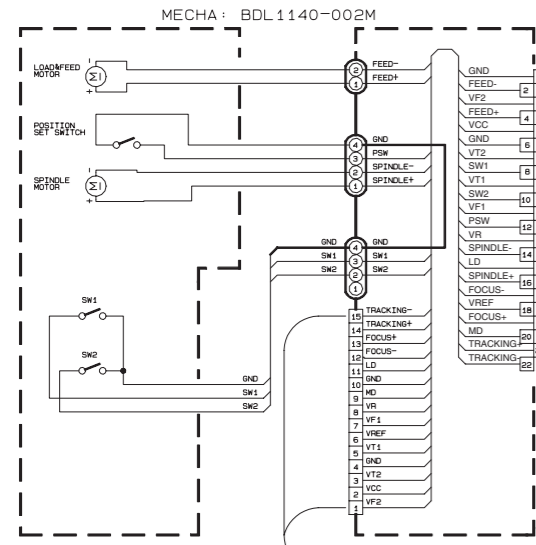 MECHA: BDL1140-002M
LOAD&FEED
MOTOR
M
- +
2 FEED-
1 FEED+
POSITION
SET SWITCH
4 GND
3 PSW
2 SPINDLE-
1 SPINDLE+
SPINDLE
MOTOR
M
- +
GND 4 GND
SW1 3 SW1
SW2 2 SW2
1
SW1
SW2
GND
SW1
SW2
15 TRACKING-
14 TRACKING+
13 FOCUS+
12 FOCUS-
11 LD
10 GND
9 MD
8 VR
7 VF1
6 VREF
5 VT1
4 GND
3 VT2
2 VCC
1 VF2
GND
FEED- 2
VF2
FEED+ 4
VCC
GND 6
VT2
SW1 8
VT1
SW2 10
VF1
PSW 12
VR
SPINDLE- 14
LD
SPINDLE+ 16
FOCUS-
VREF 18
FOCUS+
MD 20
TRACKING+
TRACKING- 22